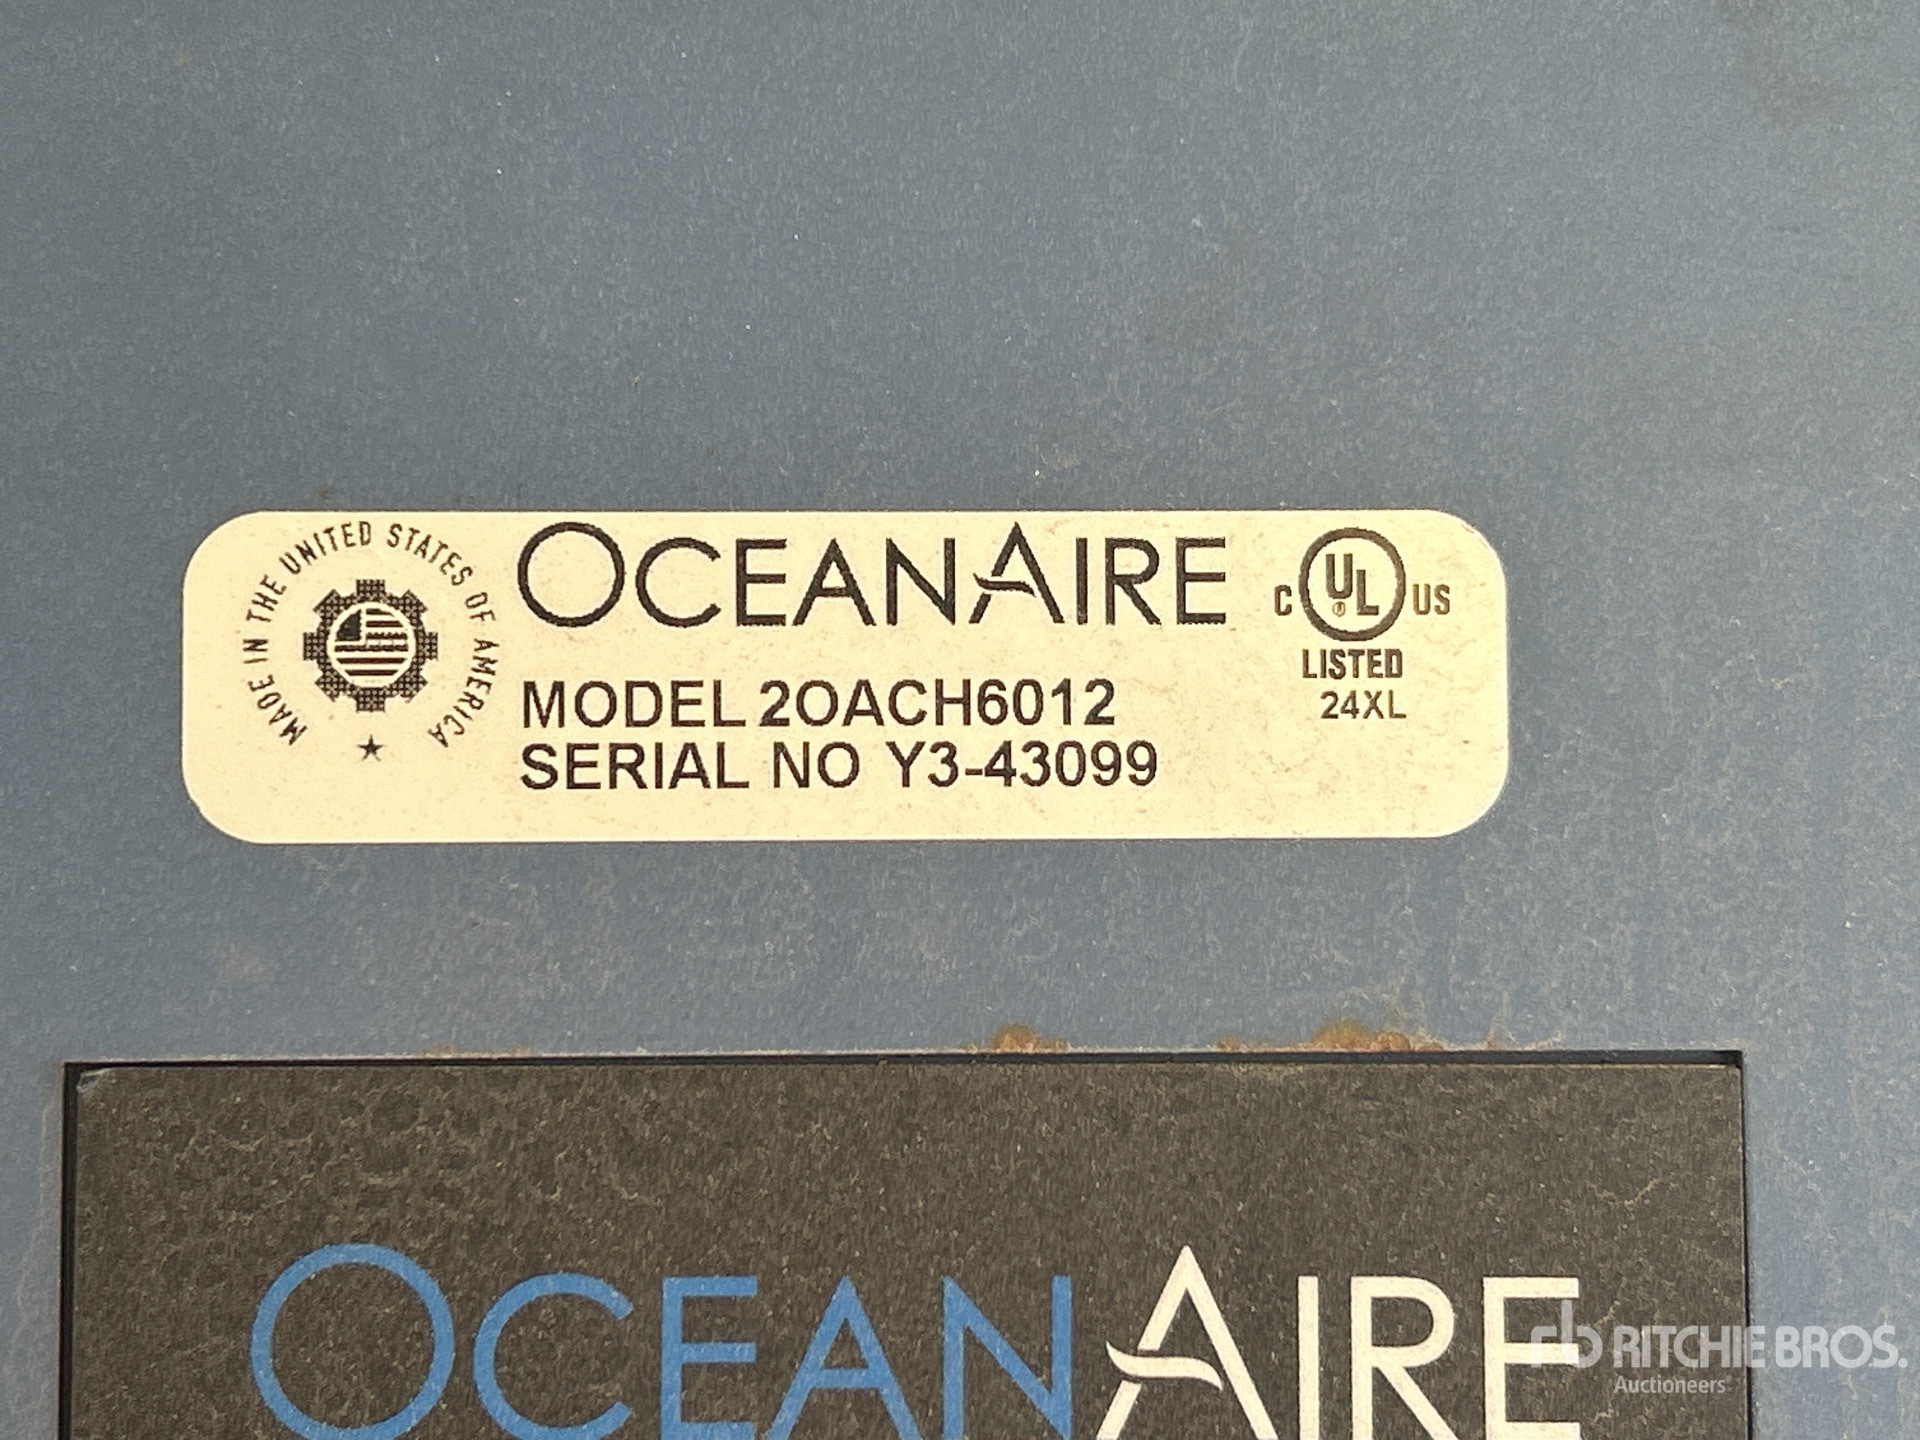 MADE IN THE UNITED STATES OF AMERICA
OCEANAIRE
C UL® US
LISTED
24XL
MODEL 2OACH6012
SERIAL NO Y3-43099
OCEANAIRE
rb RITCHIE BROS.
Auctioneers